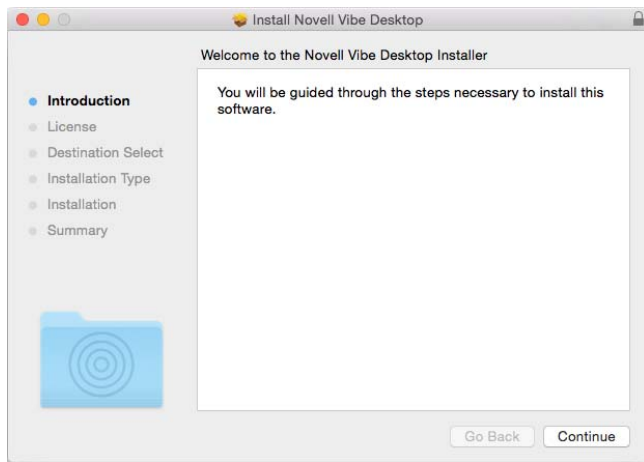 Install Novell Vibe Desktop
Welcome to the Novell Vibe Desktop Installer
Introduction
License
Destination Select
Installation Type
Installation
Summary
You will be guided through the steps necessary to install this
software.
Go Back
Continue